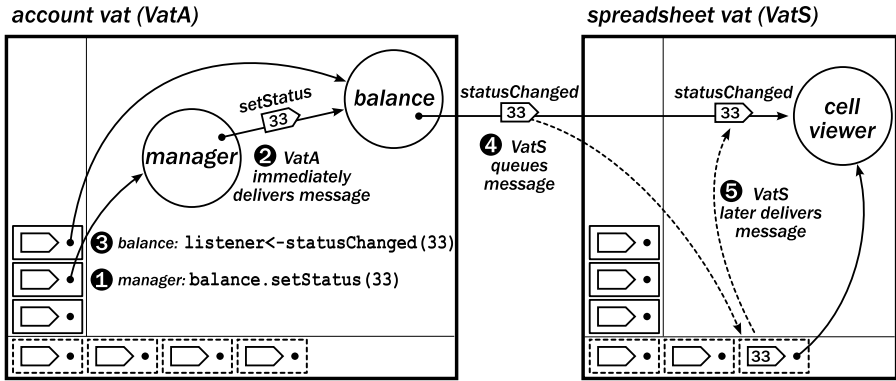 account vat (VatA)
spreadsheet vat (VatS)
setStatus
33
balance
manager
2 VatA
immediately
delivers message
statusChanged
33
4 VatS
queues
message
statusChanged
33
cell
viewer
5 VatS
later delivers
message
3 balance: listener<-statusChanged(33)
1 manager: balance.setStatus(33)
33